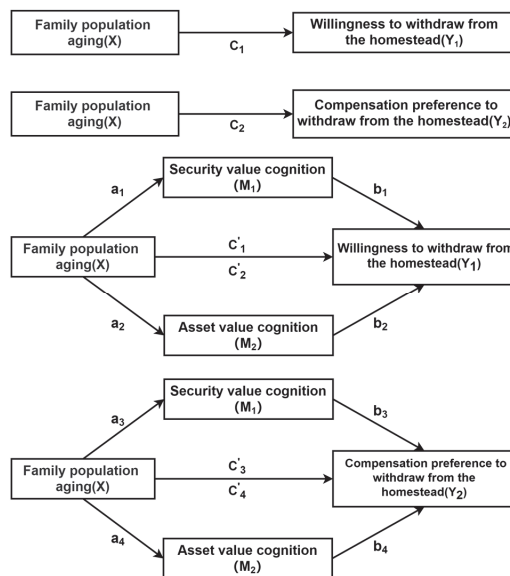 Family population
aging(X)
C1
Willingness to withdraw from
the homestead(Y1)
Family population
aging(X)
C2
Compensation preference to
withdraw from the homestead(Y2)
Security value cognition
(M1)
a1
b1
Family population
aging(X)
C'1
C'2
Willingness to withdraw from
the homestead(Y1)
a2
b2
Asset value cognition
(M2)
Security value cognition
(M1)
a3
b3
Family population
aging(X)
C'3
C'4
Compensation preference to
withdraw from the
homestead(Y2)
a4
b4
Asset value cognition
(M2)